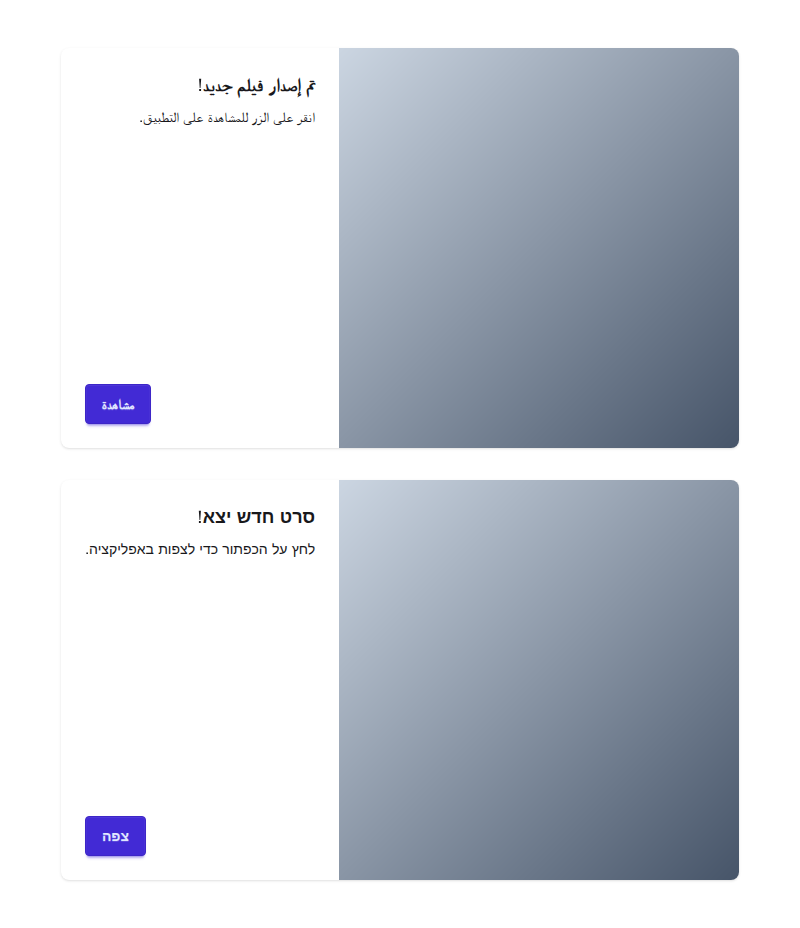 تم إصدار فيلم جديد!
انقر على الزر للمشاهدة على التطبيق.
مشاهدة
סרט חדש יצא!
לחץ על הכפתור כדי לצפות באפליקציה.
צפה